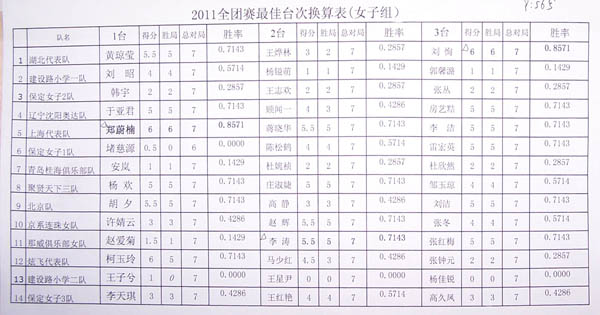 2011全团赛最佳台次换算表(女子组)
队名 1台 得分 胜局 总对局 胜率 2台 得分 胜局 总对局 胜率 3台 得分 胜局 总对局 胜率
1 湖北代表队 黄琼莹 5.5 5 7 0.7143 王烨林 3 2 7 0.2857 刘恂 6 6 7 0.8571
2 建设路小学一队 刘昭 4 4 7 0.5714 杨镜萌 1 1 7 0.1429 郭馨溦 1 1 7 0.1429
3 保定女子2队 韩宇 2 2 7 0.2857 王志欢 2 2 7 0.2857 张丛 2 2 7 0.2857
4 辽宁沈阳奥达队 于亚君 5 5 7 0.7143 顾闻一 4 3 7 0.4286 房艺 5 5 7 0.7143
5 上海代表队 郑蔚楠 6 6 7 0.8571 蒋晓华 5.5 5 7 0.7143 李洁 5 5 7 0.7143
6 保定女子1队 堵慈源 0.5 0 6 0.0000 陈松鹤 4 4 7 0.5714 雷宏英 5 5 7 0.7143
7 青岛桂海俱乐部队 安岚 1 1 7 0.1429 杜婉桢 2 2 7 0.2857 杜欣然 2 2 7 0.2857
8 聚贤天下三队 杨欢 5 5 7 0.7143 庄淑婕 5 5 7 0.7143 邹玉琼 4 4 7 0.5714
9 北京队 胡夕 5.5 5 7 0.7143 高静 3 3 7 0.4286 刘洁 5 5 7 0.7143
10 京系连珠女队 许婧云 3 3 7 0.4286 赵辉 5.5 5 7 0.7143 张冬 4 4 7 0.5714
11 那威俱乐部女队 赵爱菊 1.5 1 7 0.1429 李涛 5.5 5 7 0.7143 张红梅 5 5 7 0.7143
12 炫飞代表队 柯玉玲 6 5 7 0.7143 马少红 4.5 3 7 0.4286 张钟元 2 2 7 0.2857
13 建设路小学二队 王子兮 1 0 7 0.0000 王星尹 0 0 7 0.0000 杨佳锐 0 0 7 0.0000
14 保定女子3队 李天琪 3 3 7 0.4286 王红艳 4 4 7 0.5714 高久凤 3 3 7 0.4286